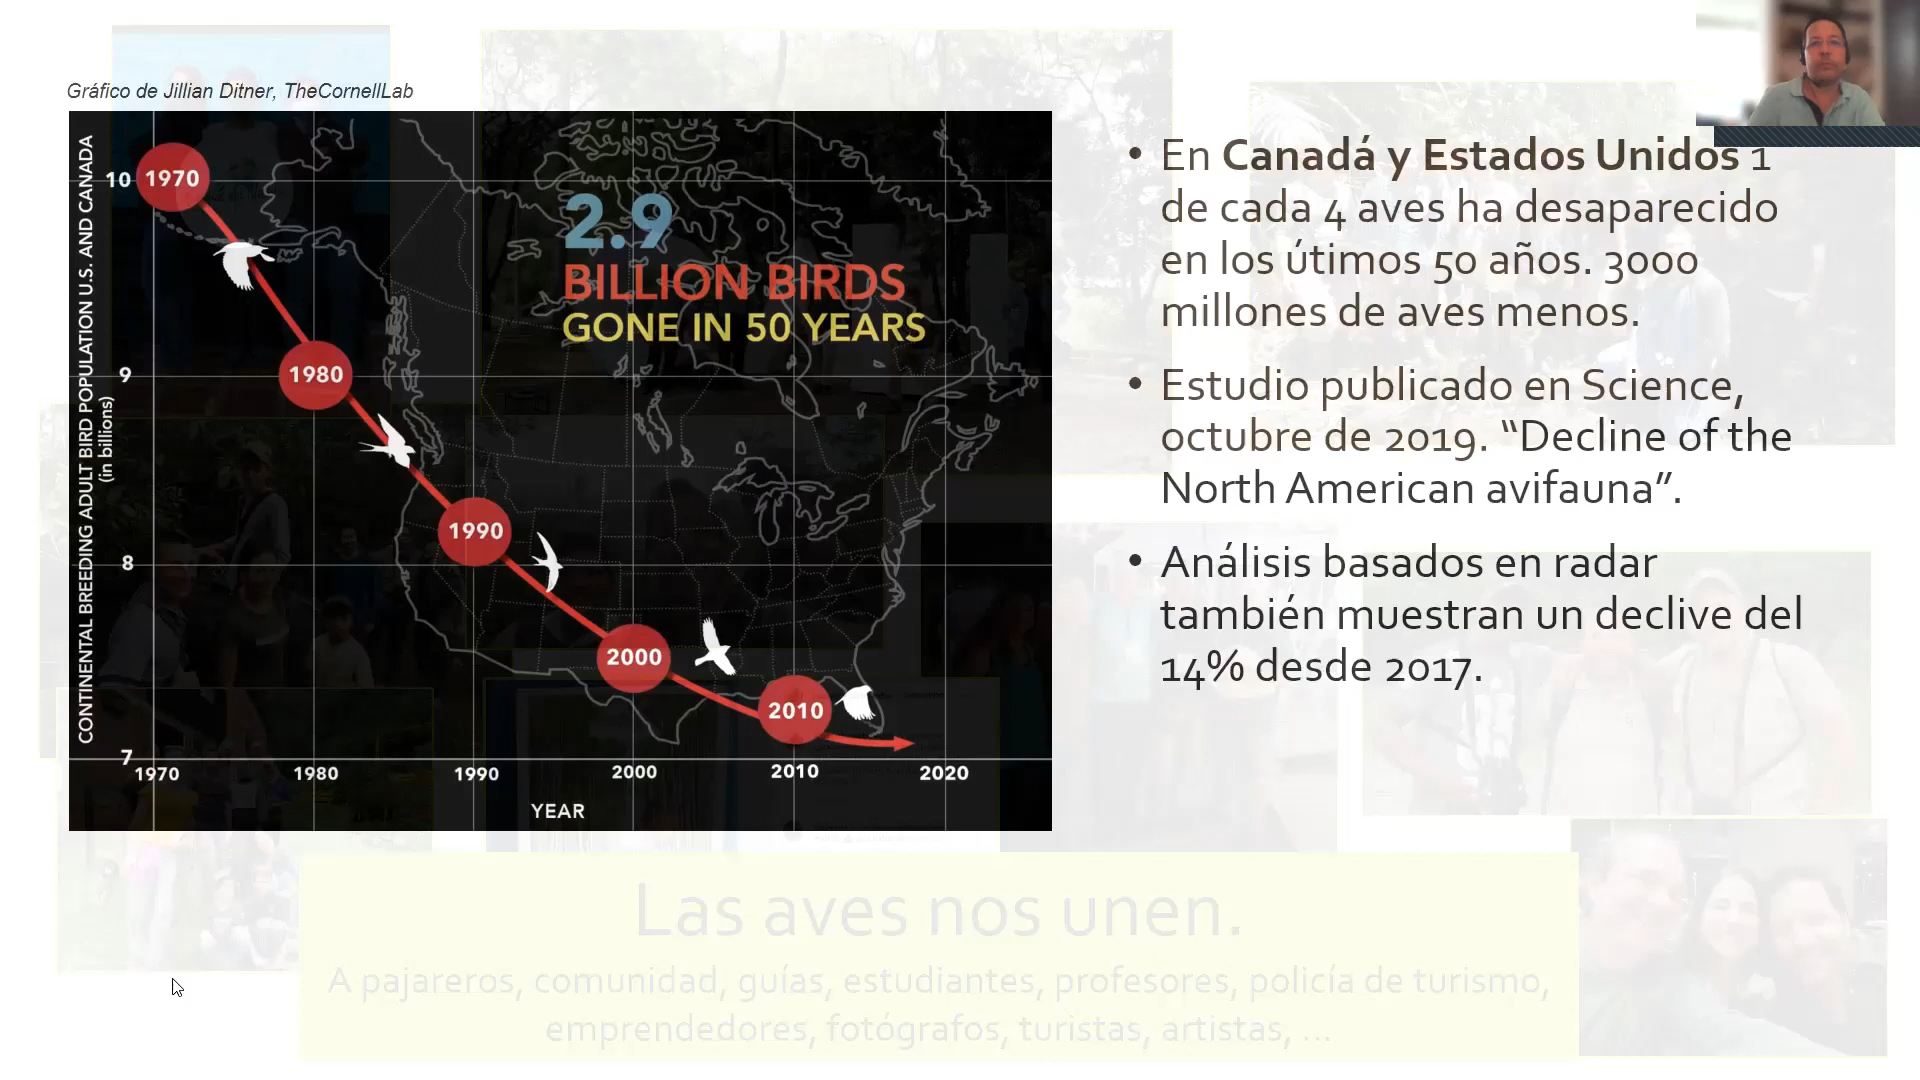 Gráfico de Jillian Ditner, TheCornellLab
CONTINENTAL BREEDING ADULT BIRD POPULATION U.S. AND CANADA
(in billions)
10
9
8
7
1970
1980
1990
2000
2010
2.9
BILLION BIRDS
GONE IN 50 YEARS
1970
1980
1990
2000
2010
2020
YEAR
• En Canadá y Estados Unidos 1
de cada 4 aves ha desaparecido
en los útimos 50 años. 3000
millones de aves menos.
• Estudio publicado en Science,
octubre de 2019. “Decline of the
North American avifauna”.
• Análisis basados en radar
también muestran un declive del
14% desde 2017.
Las aves nos unen.
A pajareros, comunidad, guías, estudiantes, profesores, policía de turismo,
emprendedores, fotógrafos, turistas, artistas, ...